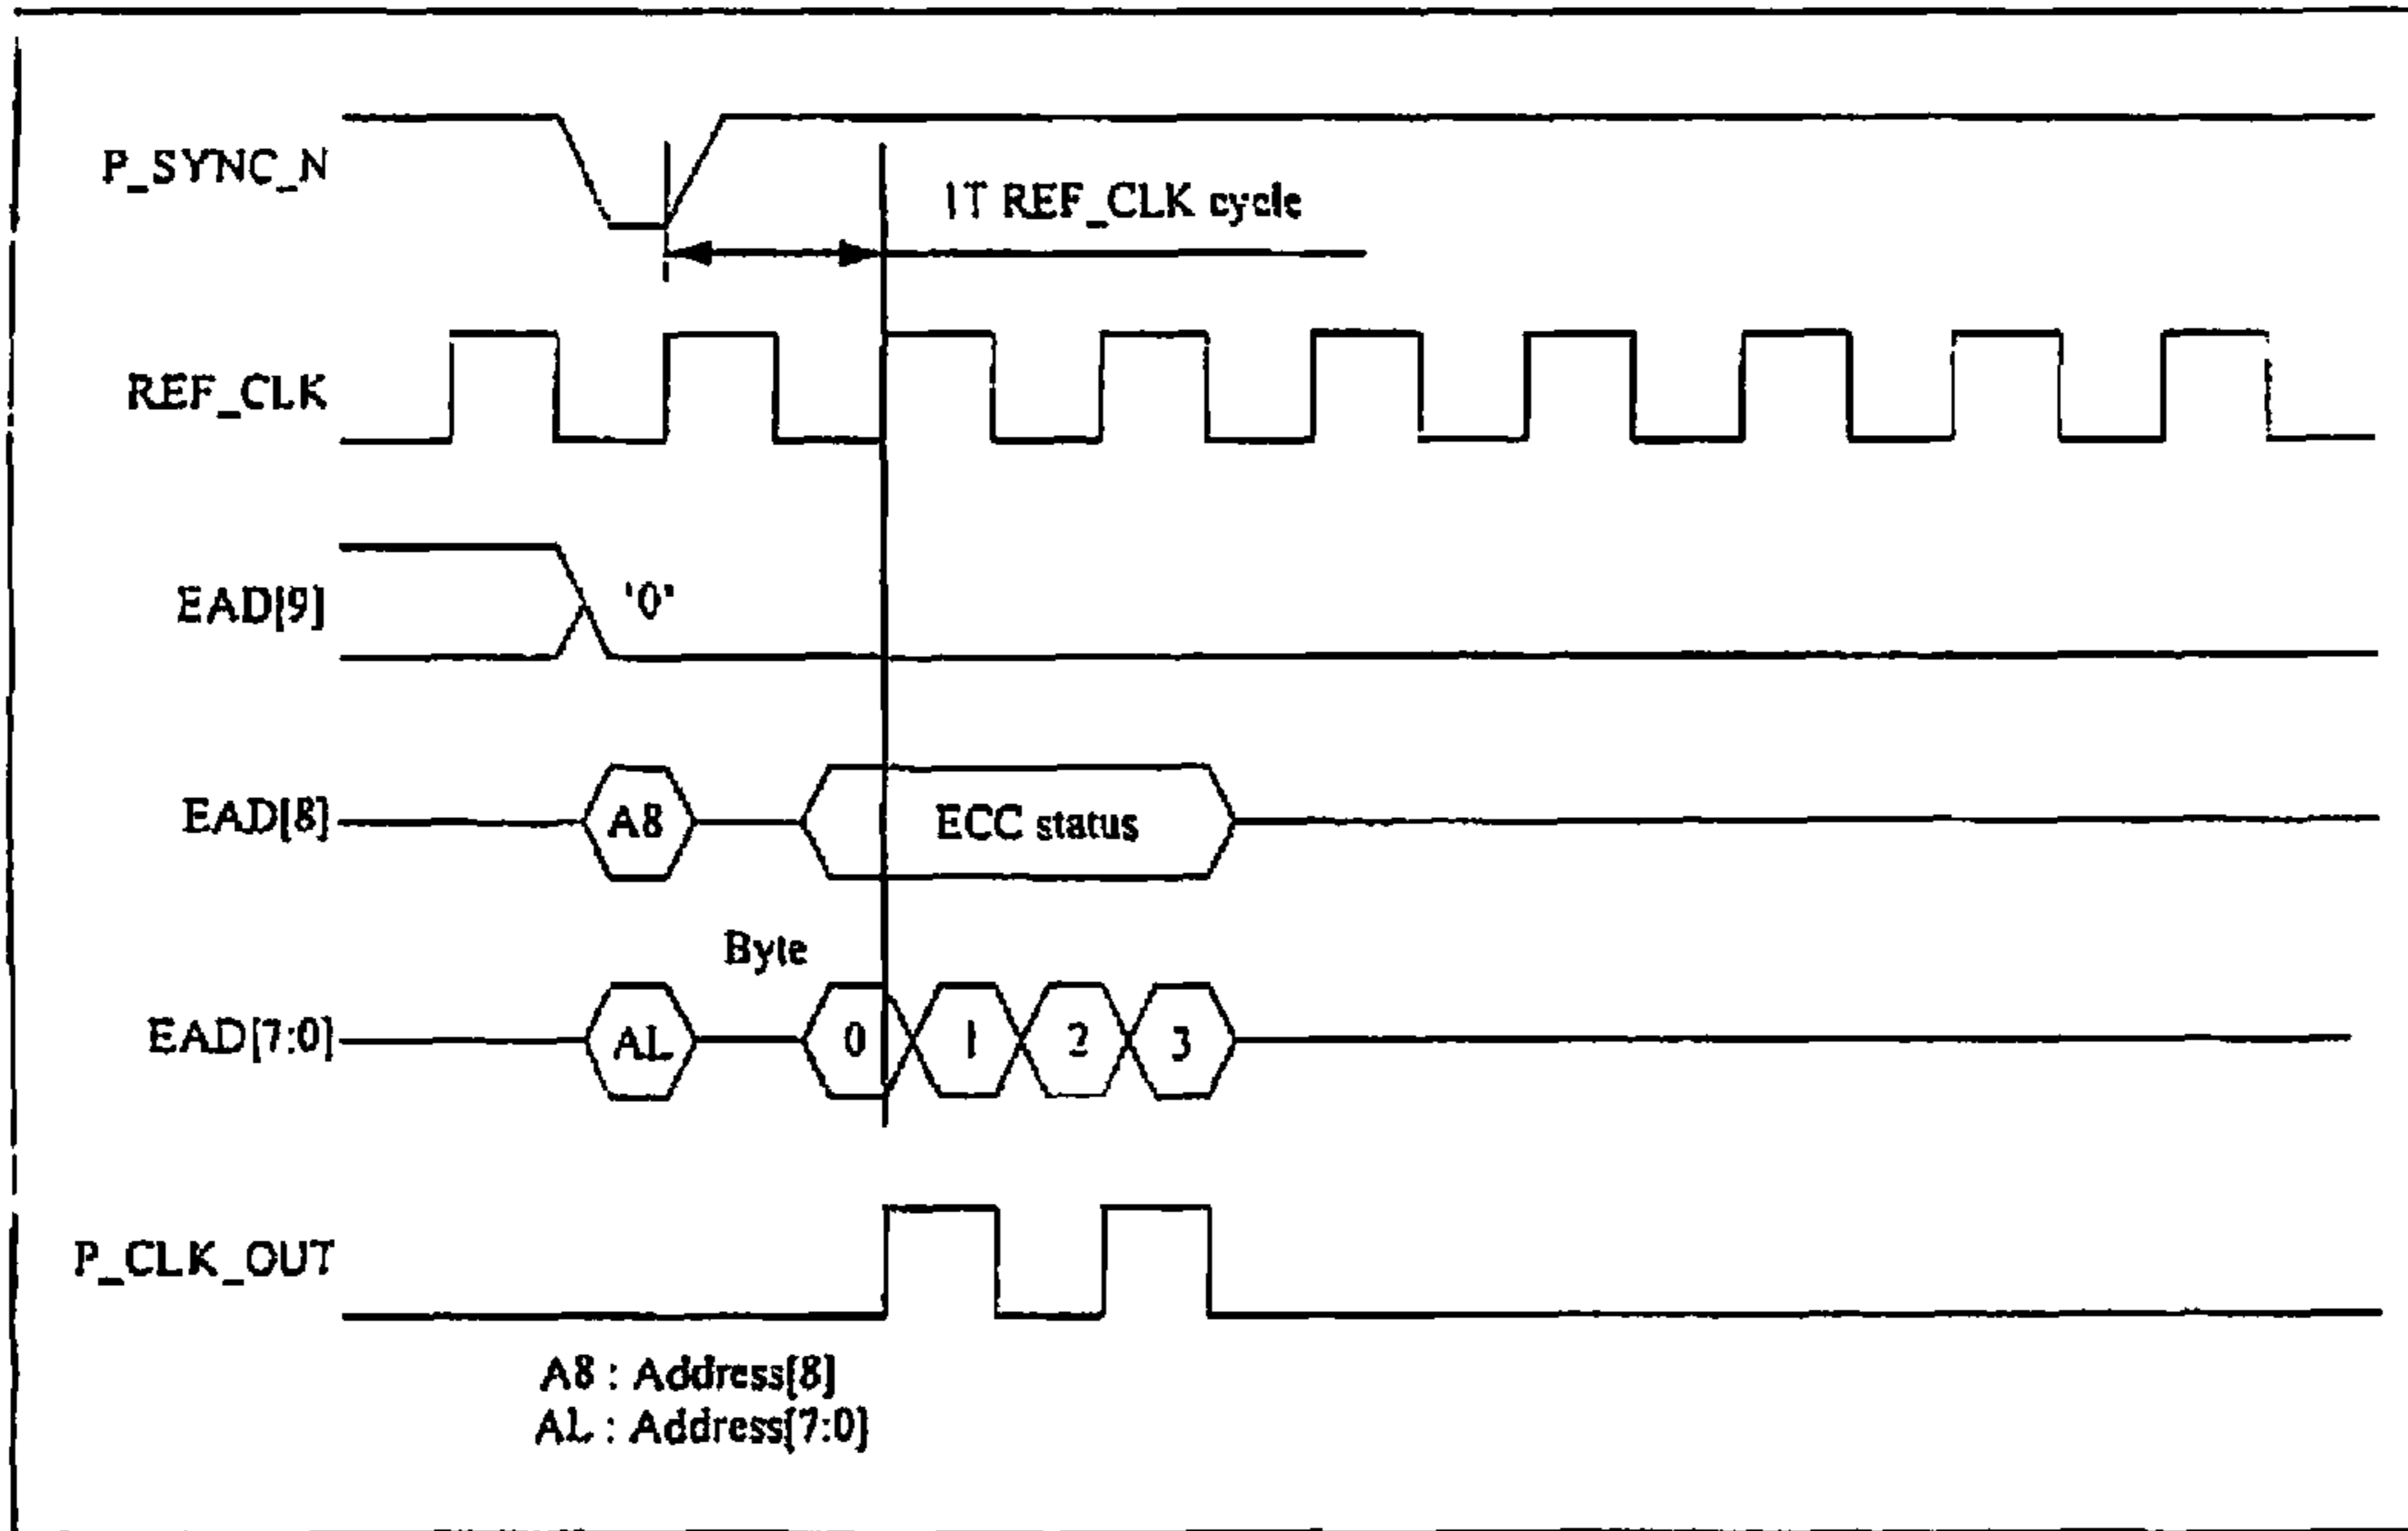 P_SYNC_N
1T REF_CLK cycle
REF_CLK
EAD[9]
'0'
EAD[8]
A8
ECC status
Byte
EAD[7:0]
AL
0
1
2
3
P_CLK_OUT
A8 : Address[8]
AL : Address[7:0]